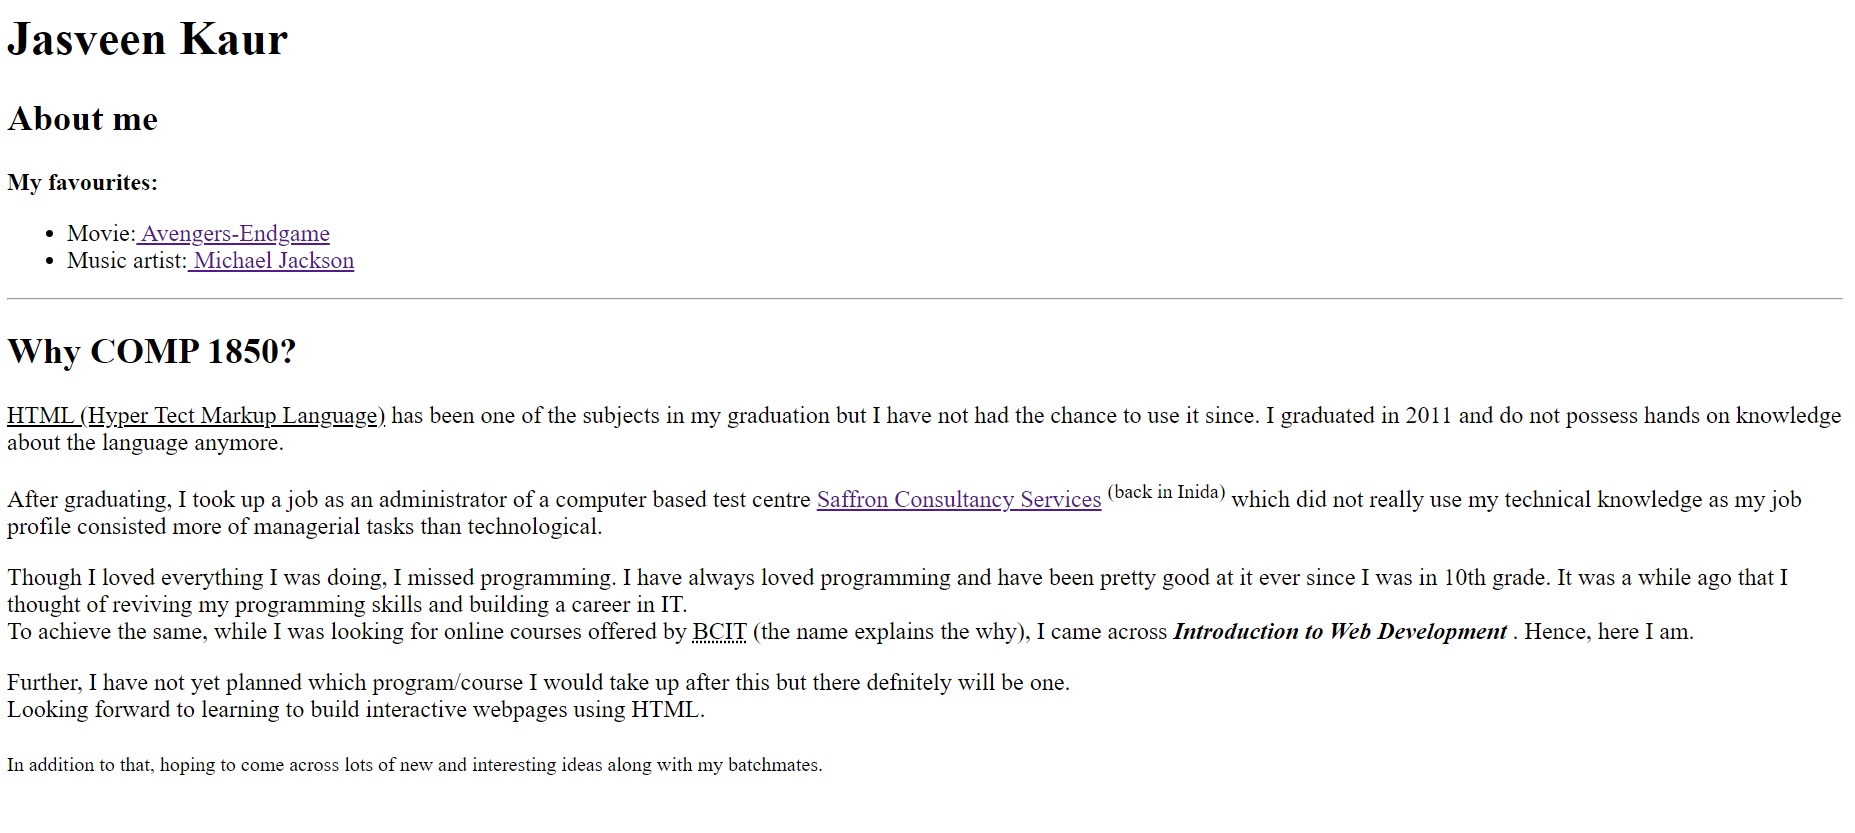 Jasveen Kaur
About me
My favourites:
• Movie: Avengers-Endgame
• Music artist: Michael Jackson
Why COMP 1850?
HTML (Hyper Tect Markup Language) has been one of the subjects in my graduation but I have not had the chance to use it since. I graduated in 2011 and do not possess hands on knowledge
about the language anymore.
After graduating, I took up a job as an administrator of a computer based test centre Saffron Consultancy Services (back in Inida) which did not really use my technical knowledge as my job
profile consisted more of managerial tasks than technological.
Though I loved everything I was doing, I missed programming. I have always loved programming and have been pretty good at it ever since I was in 10th grade. It was a while ago that I
thought of reviving my programming skills and building a career in IT.
To achieve the same, while I was looking for online courses offered by BCIT (the name explains the why), I came across Introduction to Web Development . Hence, here I am.
Further, I have not yet planned which program/course I would take up after this but there defnitely will be one.
Looking forward to learning to build interactive webpages using HTML.
In addition to that, hoping to come across lots of new and interesting ideas along with my batchmates.